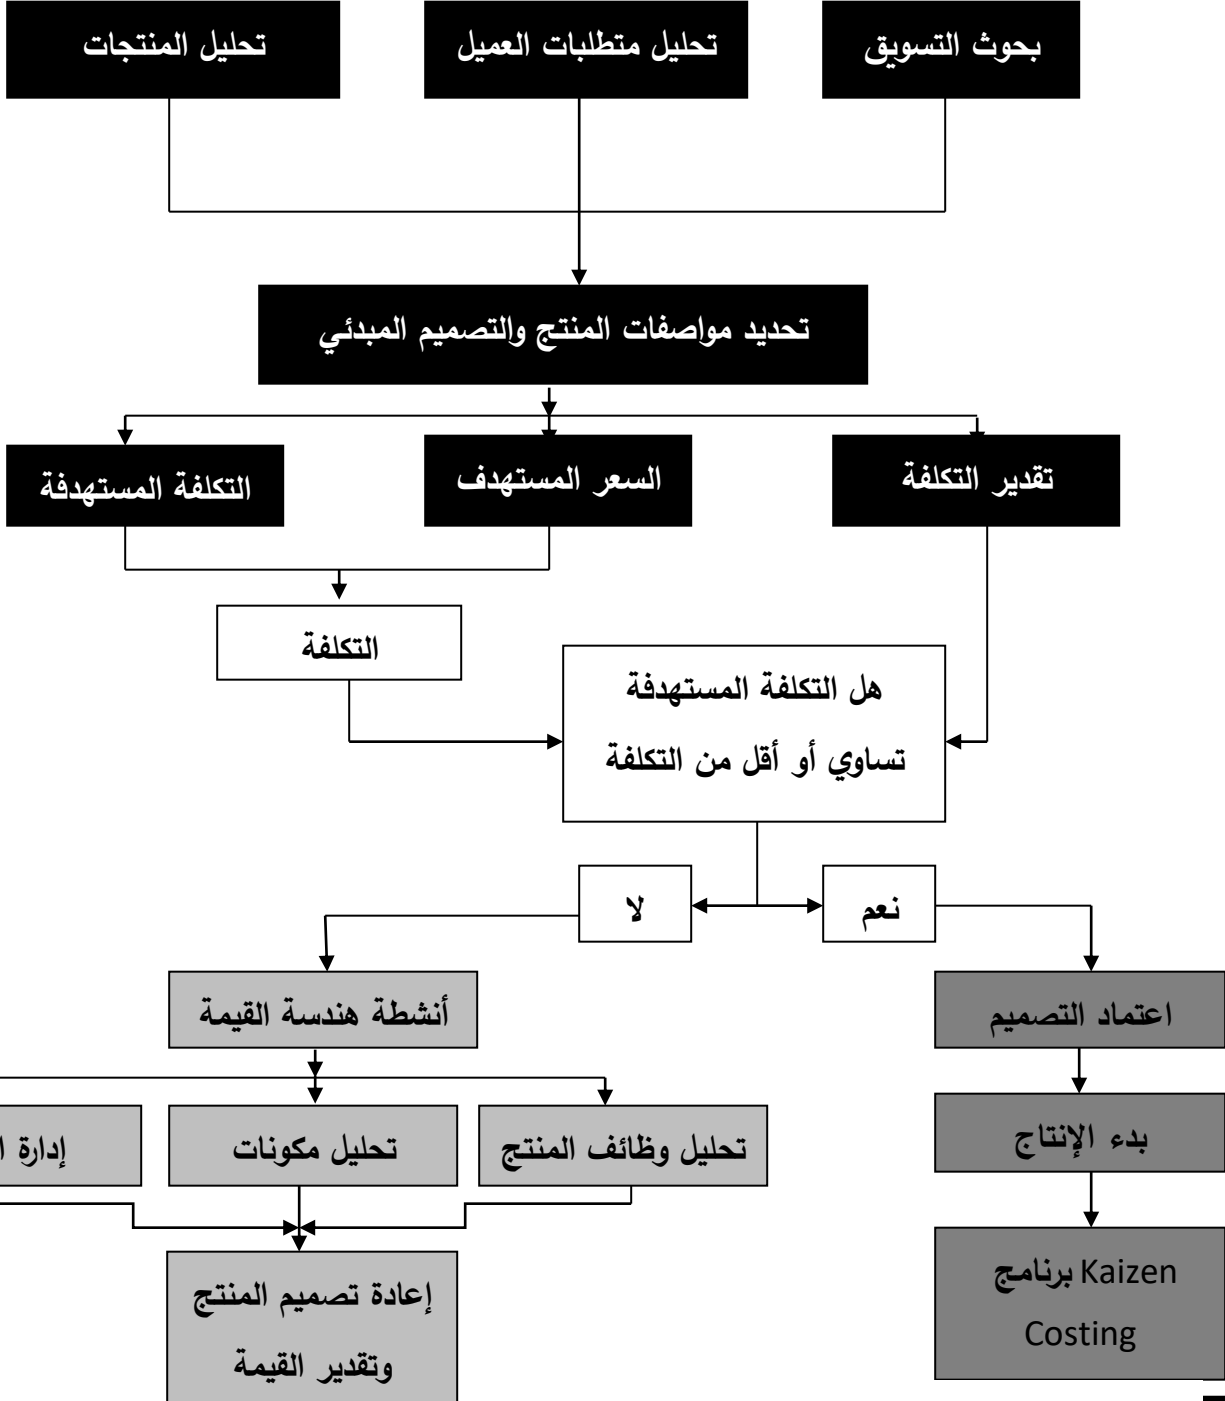 بحوث التسويق
تحليل متطلبات العميل
تحليل المنتجات
تحديد مواصفات المنتج والتصميم المبدئي
تقدير التكلفة
السعر المستهدف
التكلفة المستهدفة
التكلفة
هل التكلفة المستهدفة
تساوي أو أقل من التكلفة
نعم
لا
أنشطة هندسة القيمة
اعتماد التصميم
بدء الإنتاج
تحليل وظائف المنتج
تحليل مكونات
إدارة
برنامج Kaizen
Costing
إعادة تصميم المنتج
وتقدير القيمة